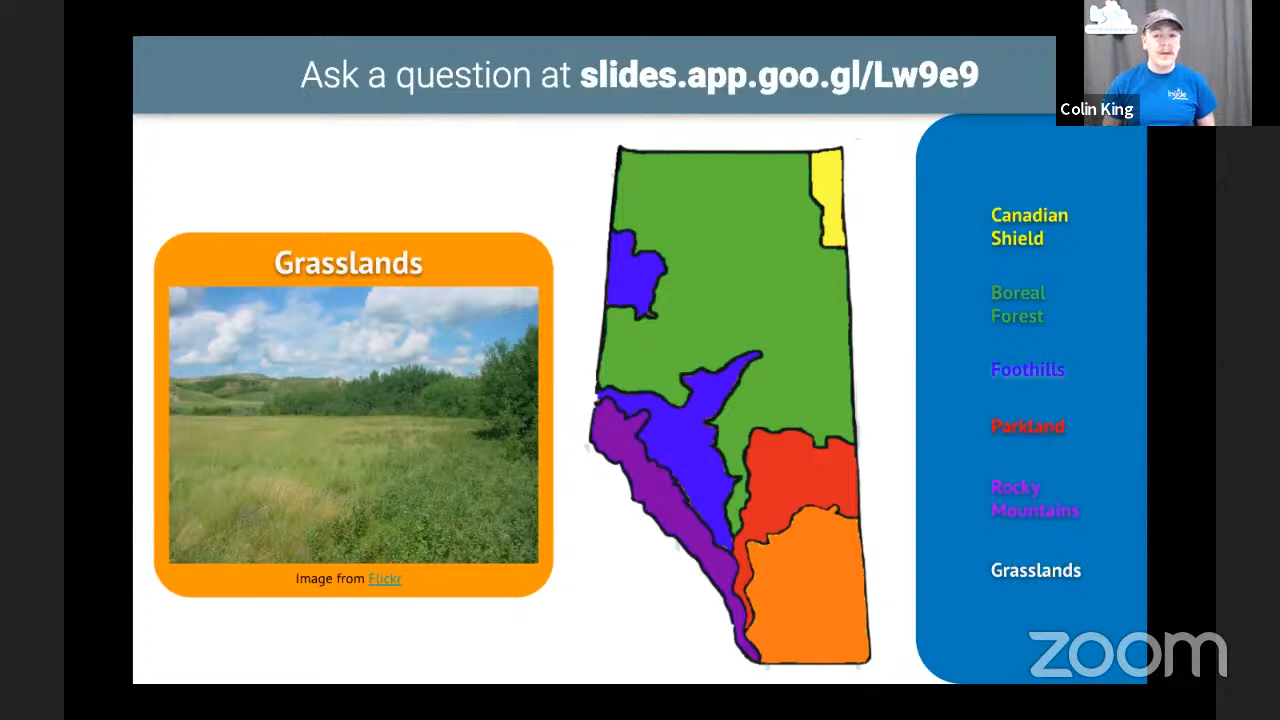 Ask a question at slides.app.goo.gl/Lw9e9
Colin King
Grasslands
Image from Flickr
Canadian
Shield
Boreal
Forest
Foothills
Parkland
Rocky
Mountains
Grasslands
zoom